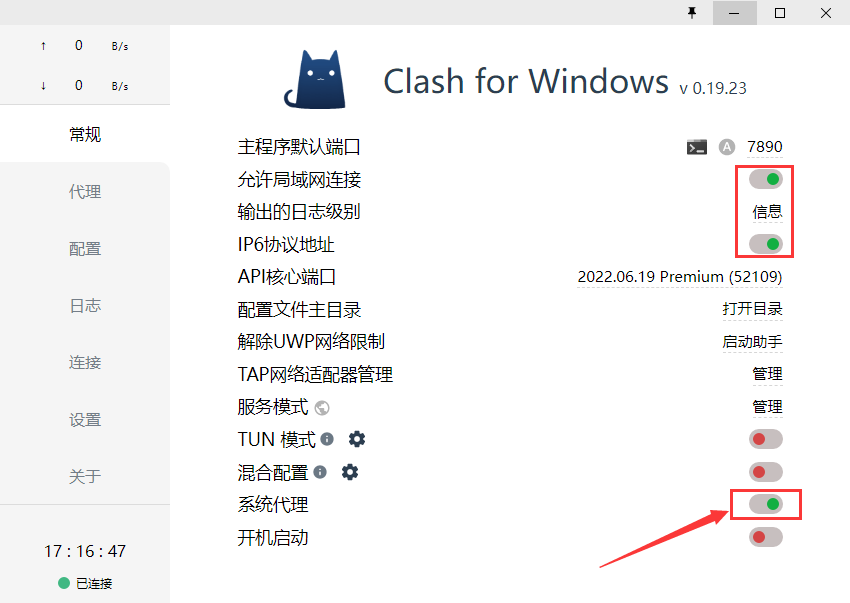 ↑ 0 B/s
↓ 0 B/s
常规
代理
配置
日志
连接
设置
关于
17 : 16 : 47
已连接
Clash for Windows v 0.19.23
主程序默认端口 A 7890
允许局域网连接
输出的日志级别 信息
IP6协议地址
API核心端口 2022.06.19 Premium (52109)
配置文件主目录 打开目录
解除UWP网络限制 启动助手
TAP网络适配器管理 管理
服务模式 管理
TUN 模式
混合配置
系统代理
开机启动